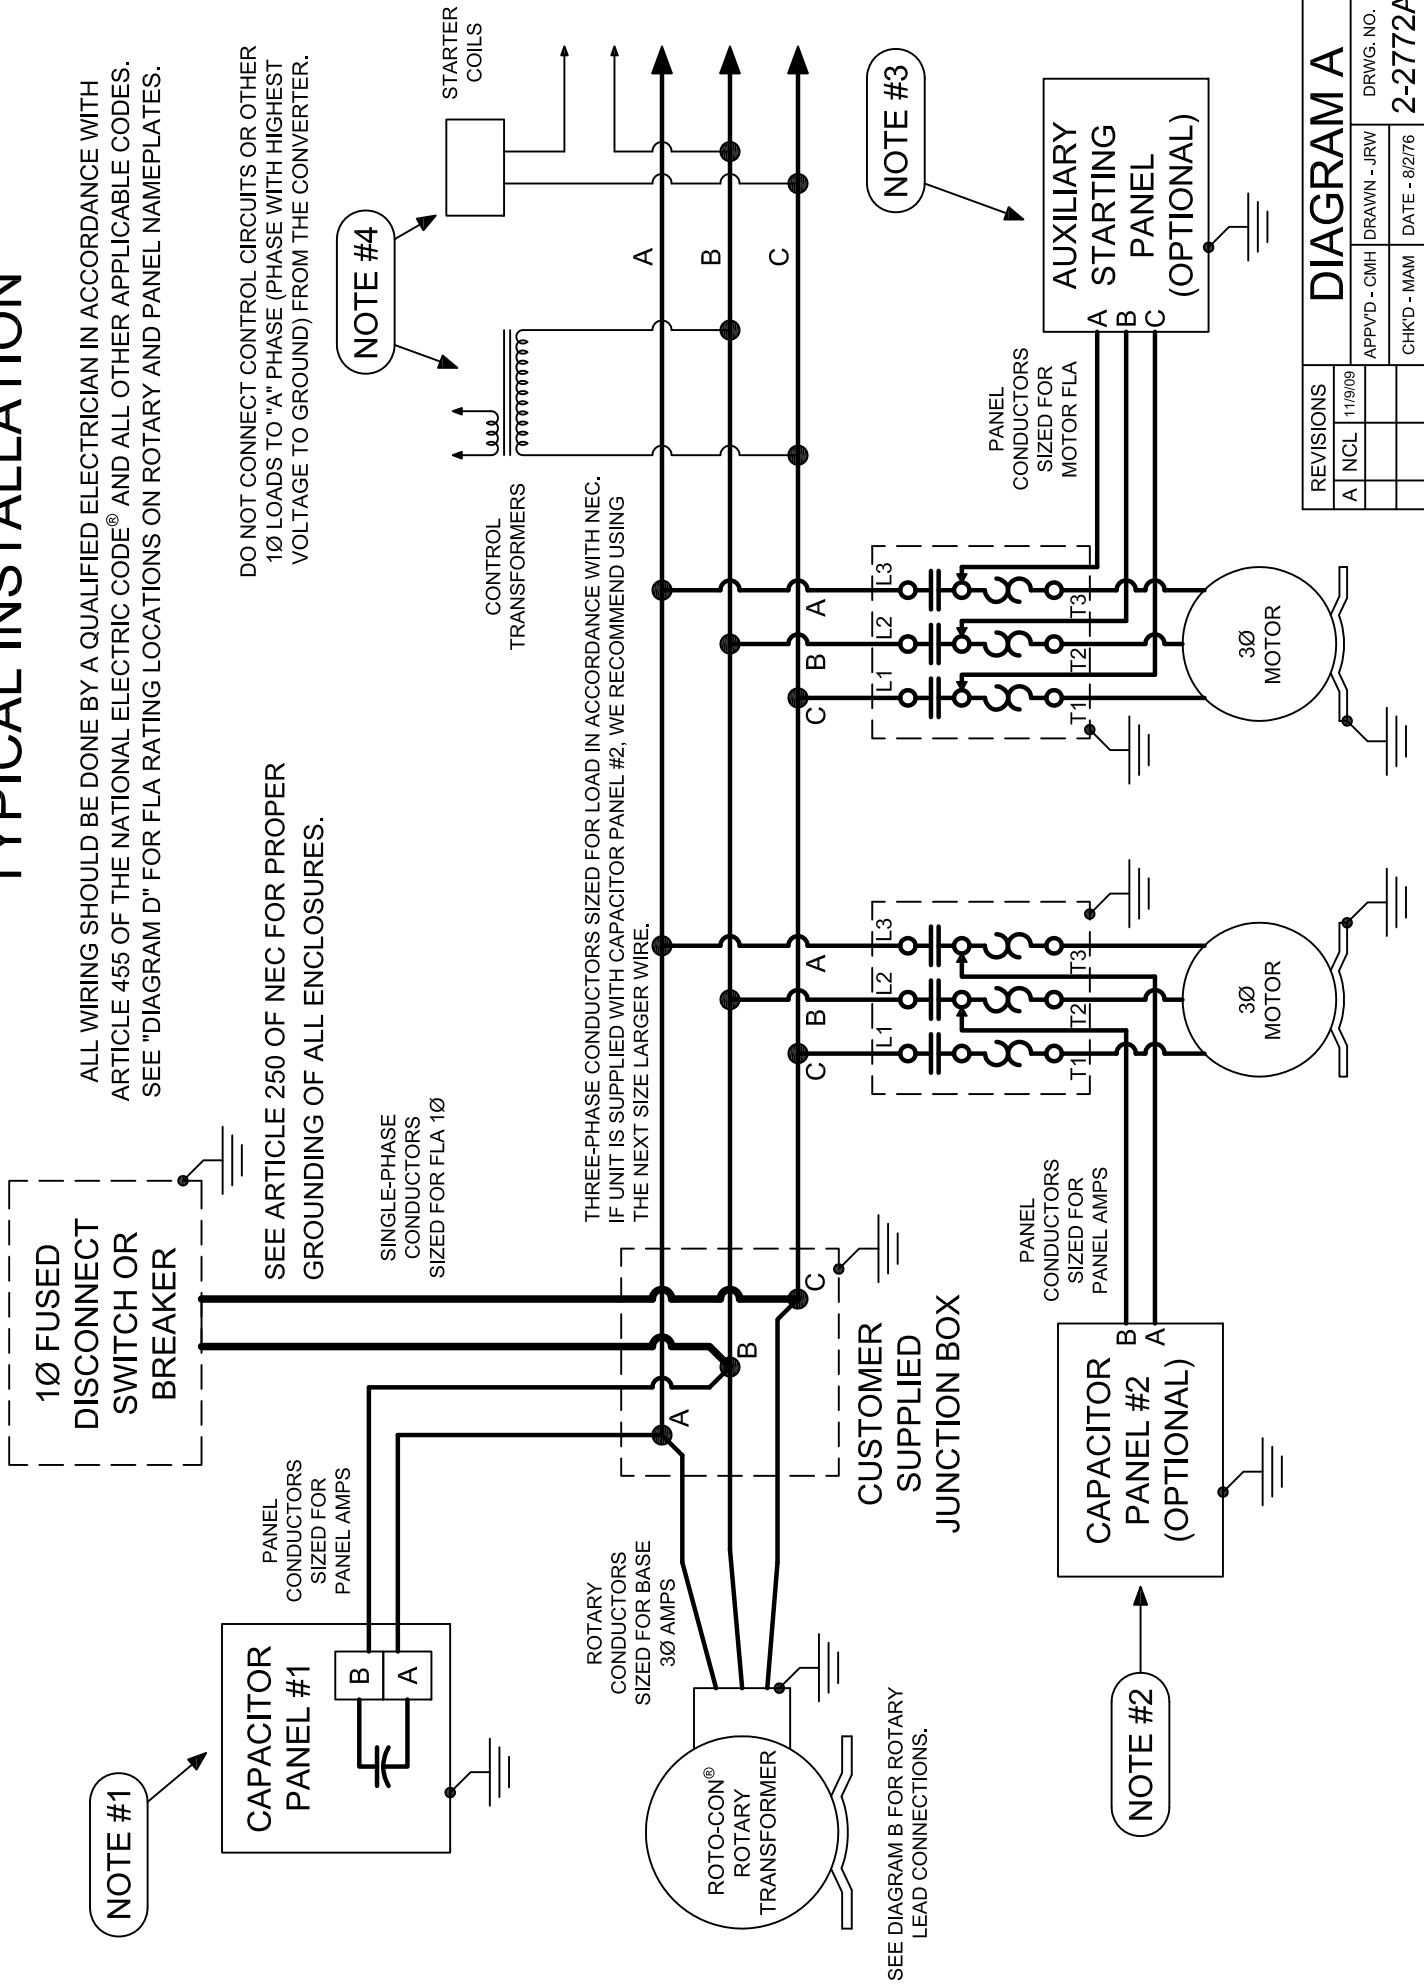 TYPICAL INSTALLATION
ALL WIRING SHOULD BE DONE BY A QUALIFIED ELECTRICIAN IN ACCORDANCE WITH
ARTICLE 455 OF THE NATIONAL ELECTRIC CODE® AND ALL OTHER APPLICABLE CODES.
SEE "DIAGRAM D" FOR FLA RATING LOCATIONS ON ROTARY AND PANEL NAMEPLATES.
1Ø FUSED
DISCONNECT
SWITCH OR
BREAKER
SEE ARTICLE 250 OF NEC FOR PROPER
GROUNDING OF ALL ENCLOSURES.
DO NOT CONNECT CONTROL CIRCUITS OR OTHER
1Ø LOADS TO "A" PHASE (PHASE WITH HIGHEST
VOLTAGE TO GROUND) FROM THE CONVERTER.
NOTE #1
CAPACITOR
PANEL #1
B
A
PANEL
CONDUCTORS
SIZED FOR
PANEL AMPS
SINGLE-PHASE
CONDUCTORS
SIZED FOR FLA 1Ø
NOTE #4
STARTER
COILS
CONTROL
TRANSFORMERS
THREE-PHASE CONDUCTORS SIZED FOR LOAD IN ACCORDANCE WITH NEC.
IF UNIT IS SUPPLIED WITH CAPACITOR PANEL #2, WE RECOMMEND USING
THE NEXT SIZE LARGER WIRE.
ROTARY
CONDUCTORS
SIZED FOR BASE
3Ø AMPS
A
B
C
A
B
C
ROTO-CON®
ROTARY
TRANSFORMER
SEE DIAGRAM B FOR ROTARY
LEAD CONNECTIONS.
CUSTOMER
SUPPLIED
JUNCTION BOX
C
B
A
L1
L2
L3
T1
T2
T3
3Ø
MOTOR
C
B
A
L1
L2
L3
T1
T2
T3
3Ø
MOTOR
NOTE #2
CAPACITOR
PANEL #2
(OPTIONAL)
B
A
PANEL
CONDUCTORS
SIZED FOR
PANEL AMPS
PANEL
CONDUCTORS
SIZED FOR
MOTOR FLA
NOTE #3
AUXILIARY
STARTING
PANEL
(OPTIONAL)
A
B
C
REVISIONS
A NCL 11/9/09
DIAGRAM A
APPV'D - CMH
DRAWN - JRW
DRWG. NO.
CHK'D - MAM
DATE - 8/2/76
2-2772A